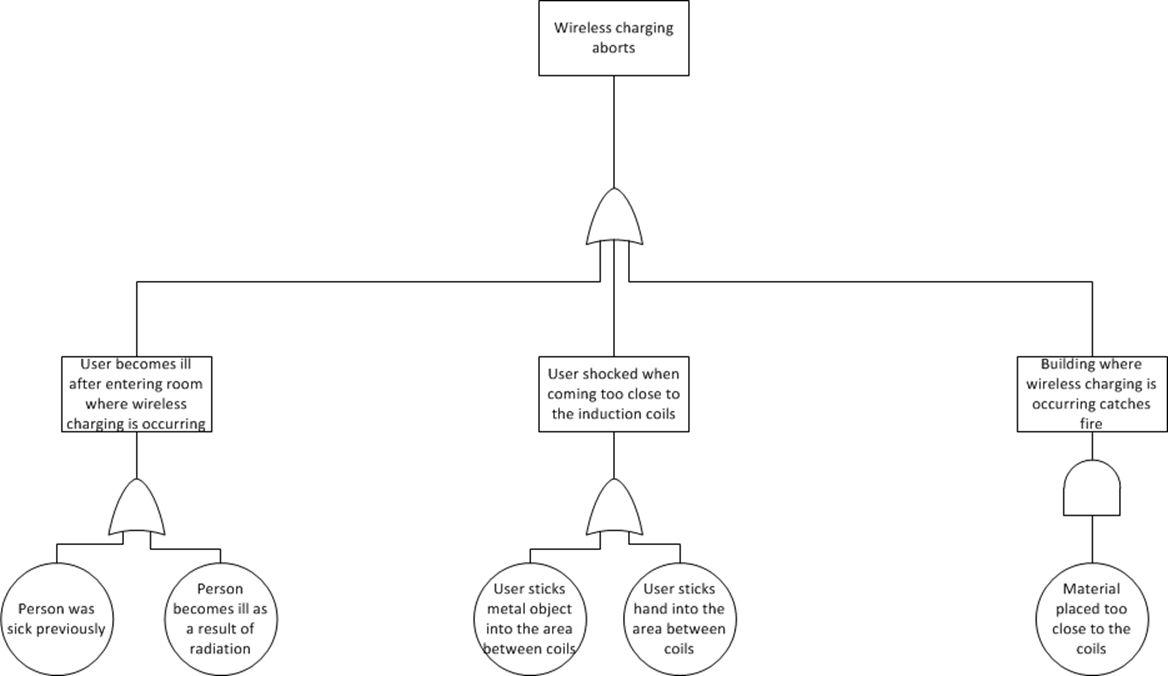 Wireless charging
aborts
User becomes ill
after entering room
where wireless
charging is occurring
User shocked when
coming too close to
the induction coils
Building where
wireless charging is
occurring catches
fire
Person was
sick previously
Person
becomes ill as
a result of
radiation
User sticks
metal object
into the area
between coils
User sticks
hand into the
area between
coils
Material
placed too
close to the
coils